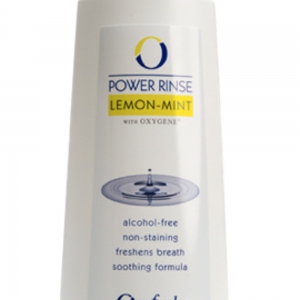 POWER RINSE
LEMON-MINT
WITH OXYGENE
alcohol-free
non-staining
freshens breath
soothing formula